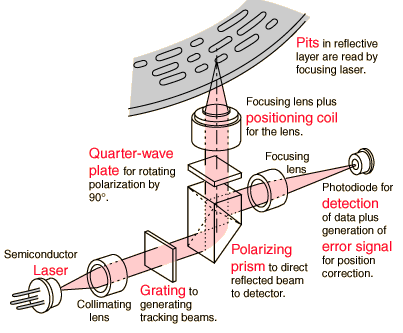 Pits in reflective
layer are read by
focusing laser.
Focusing lens plus
positioning coil
for the lens.
Quarter-wave
plate for rotating
polarization by
90°.
Focusing
lens
Photodiode for
detection
of data plus
generation of
error signal
for position
correction.
Semiconductor
Laser
Collimating
lens
Grating to
generating
tracking beams.
Polarizing
prism to direct
reflected beam
to detector.